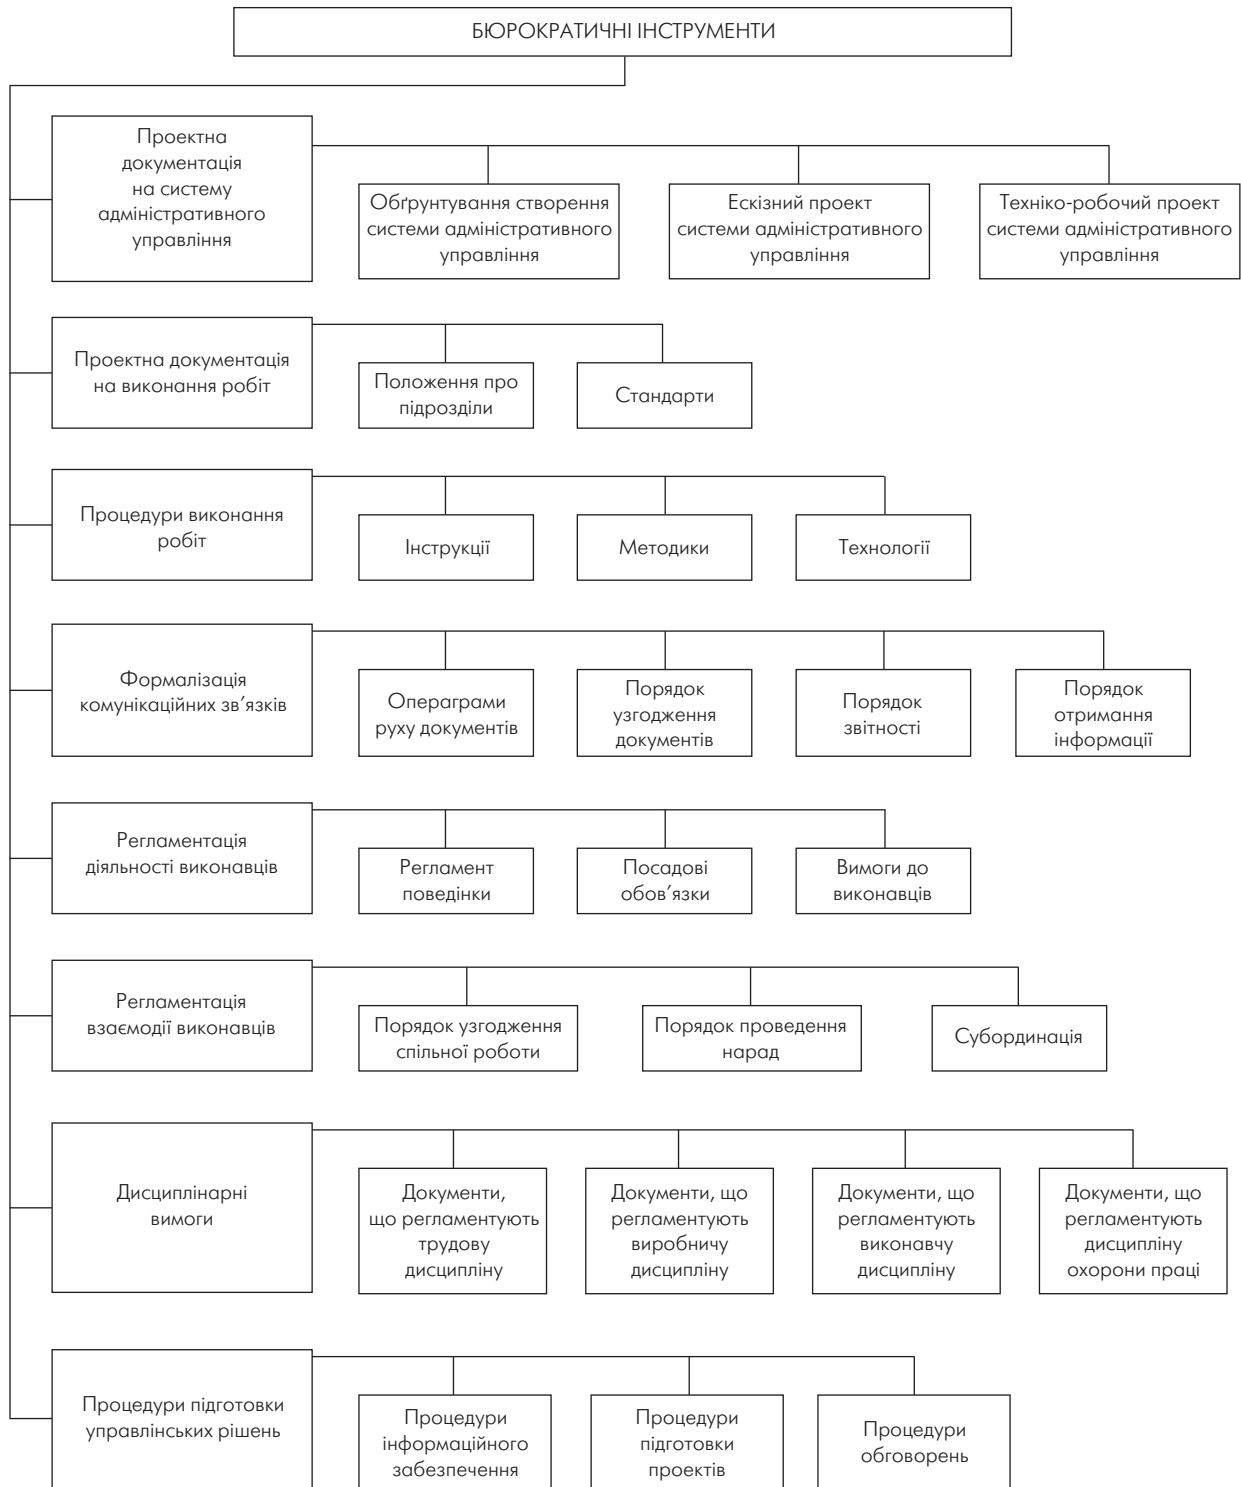 БЮРОКРАТИЧНІ ІНСТРУМЕНТИ
Проектна
документація
на систему
адміністративного
управління
Обґрунтування створення
системи адміністративного
управління
Ескізний проект
системи адміністративного
управління
Техніко-робочий проект
системи адміністративного
управління
Проектна документація
на виконання робіт
Положення про
підрозділи
Стандарти
Процедури виконання
робіт
Інструкції
Методики
Технології
Формалізація
комунікаційних зв’язків
Операграми
руху документів
Порядок
узгодження
документів
Порядок
звітності
Порядок
отримання
інформації
Регламентація
діяльності виконавців
Регламент
поведінки
Посадові
обов’язки
Вимоги до
виконавців
Регламентація
взаємодії виконавців
Порядок узгодження
спільної роботи
Порядок проведення
нарад
Субординація
Дисциплінарні
вимоги
Документи,
що регламентують
трудову
дисципліну
Документи, що
регламентують
виробничу
дисципліну
Документи, що
регламентують
виконавчу
дисципліну
Документи, що
регламентують
дисципліну
охорони праці
Процедури підготовки
управлінських рішень
Процедури
інформаційного
забезпечення
Процедури
підготовки
проектів
Процедури
обговорень